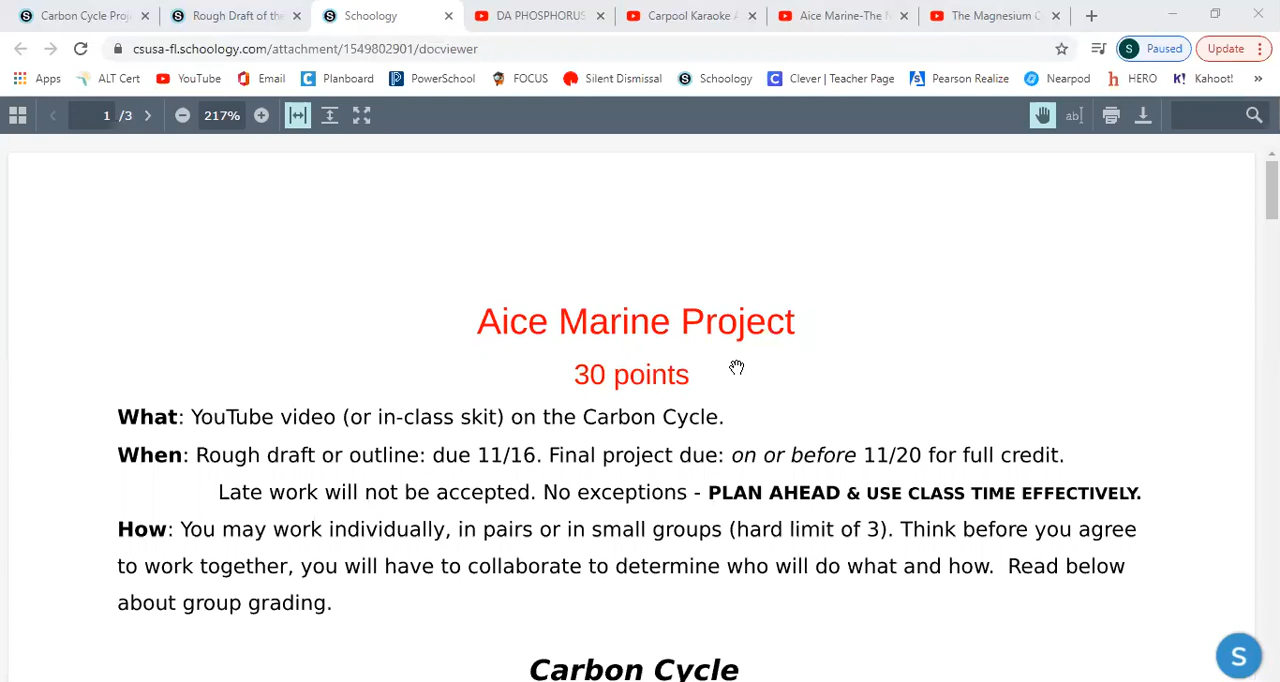 Carbon Cycle Proj
Rough Draft of the
Schoology
DA PHOSPHORUS
Carpool Karaoke A
Aice Marine-The N
The Magnesium C
csusa-fl.schoology.com/attachment/1549802901/docviewer
S Paused
Update
Apps
ALT Cert
YouTube
Email
Planboard
PowerSchool
FOCUS
Silent Dismissal
Schoology
Clever | Teacher Page
Pearson Realize
Nearpod
HERO
K! Kahoot!
»
1 /3
217%
ab
Aice Marine Project
30 points
What: YouTube video (or in-class skit) on the Carbon Cycle.
When: Rough draft or outline: due 11/16. Final project due: on or before 11/20 for full credit.
Late work will not be accepted. No exceptions - PLAN AHEAD & USE CLASS TIME EFFECTIVELY.
How: You may work individually, in pairs or in small groups (hard limit of 3). Think before you agree
to work together, you will have to collaborate to determine who will do what and how. Read below
about group grading.
Carbon Cycle
S